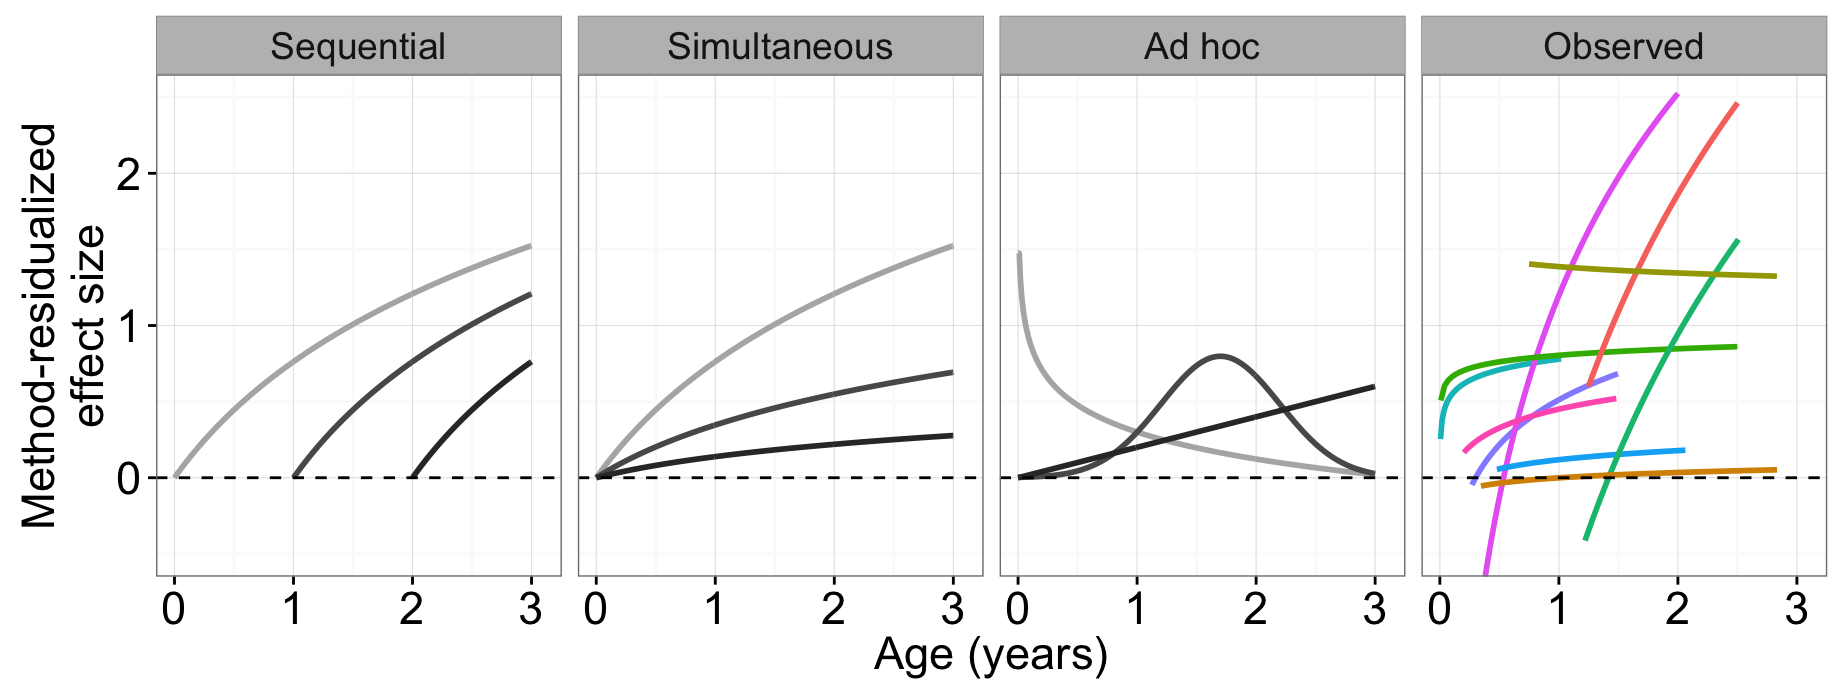 Sequential
Simultaneous
Ad hoc
Observed
Method-residualized
effect size
2
1
0
0 1 2 3
0 1 2 3
0 1 2 3
0 1 2 3
Age (years)